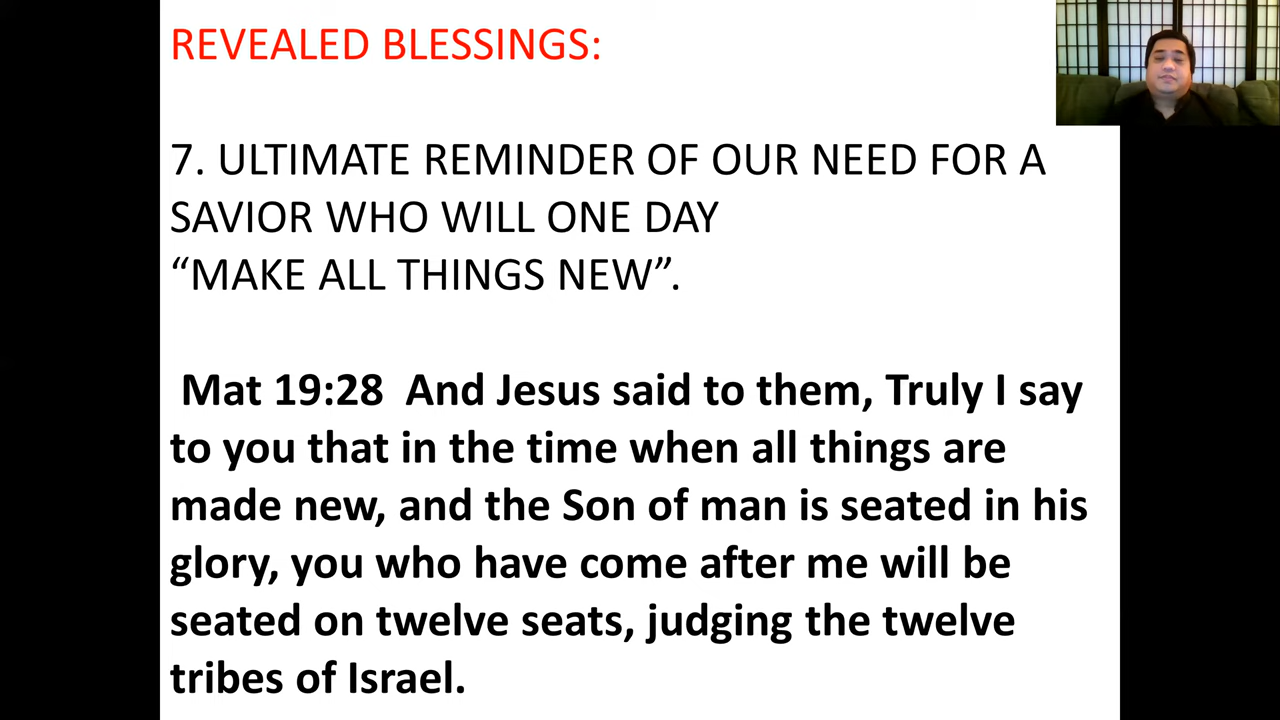 REVEALED BLESSINGS:
7. ULTIMATE REMINDER OF OUR NEED FOR A
SAVIOR WHO WILL ONE DAY
“MAKE ALL THINGS NEW”.
Mat 19:28  And Jesus said to them, Truly I say
to you that in the time when all things are
made new, and the Son of man is seated in his
glory, you who have come after me will be
seated on twelve seats, judging the twelve
tribes of Israel.